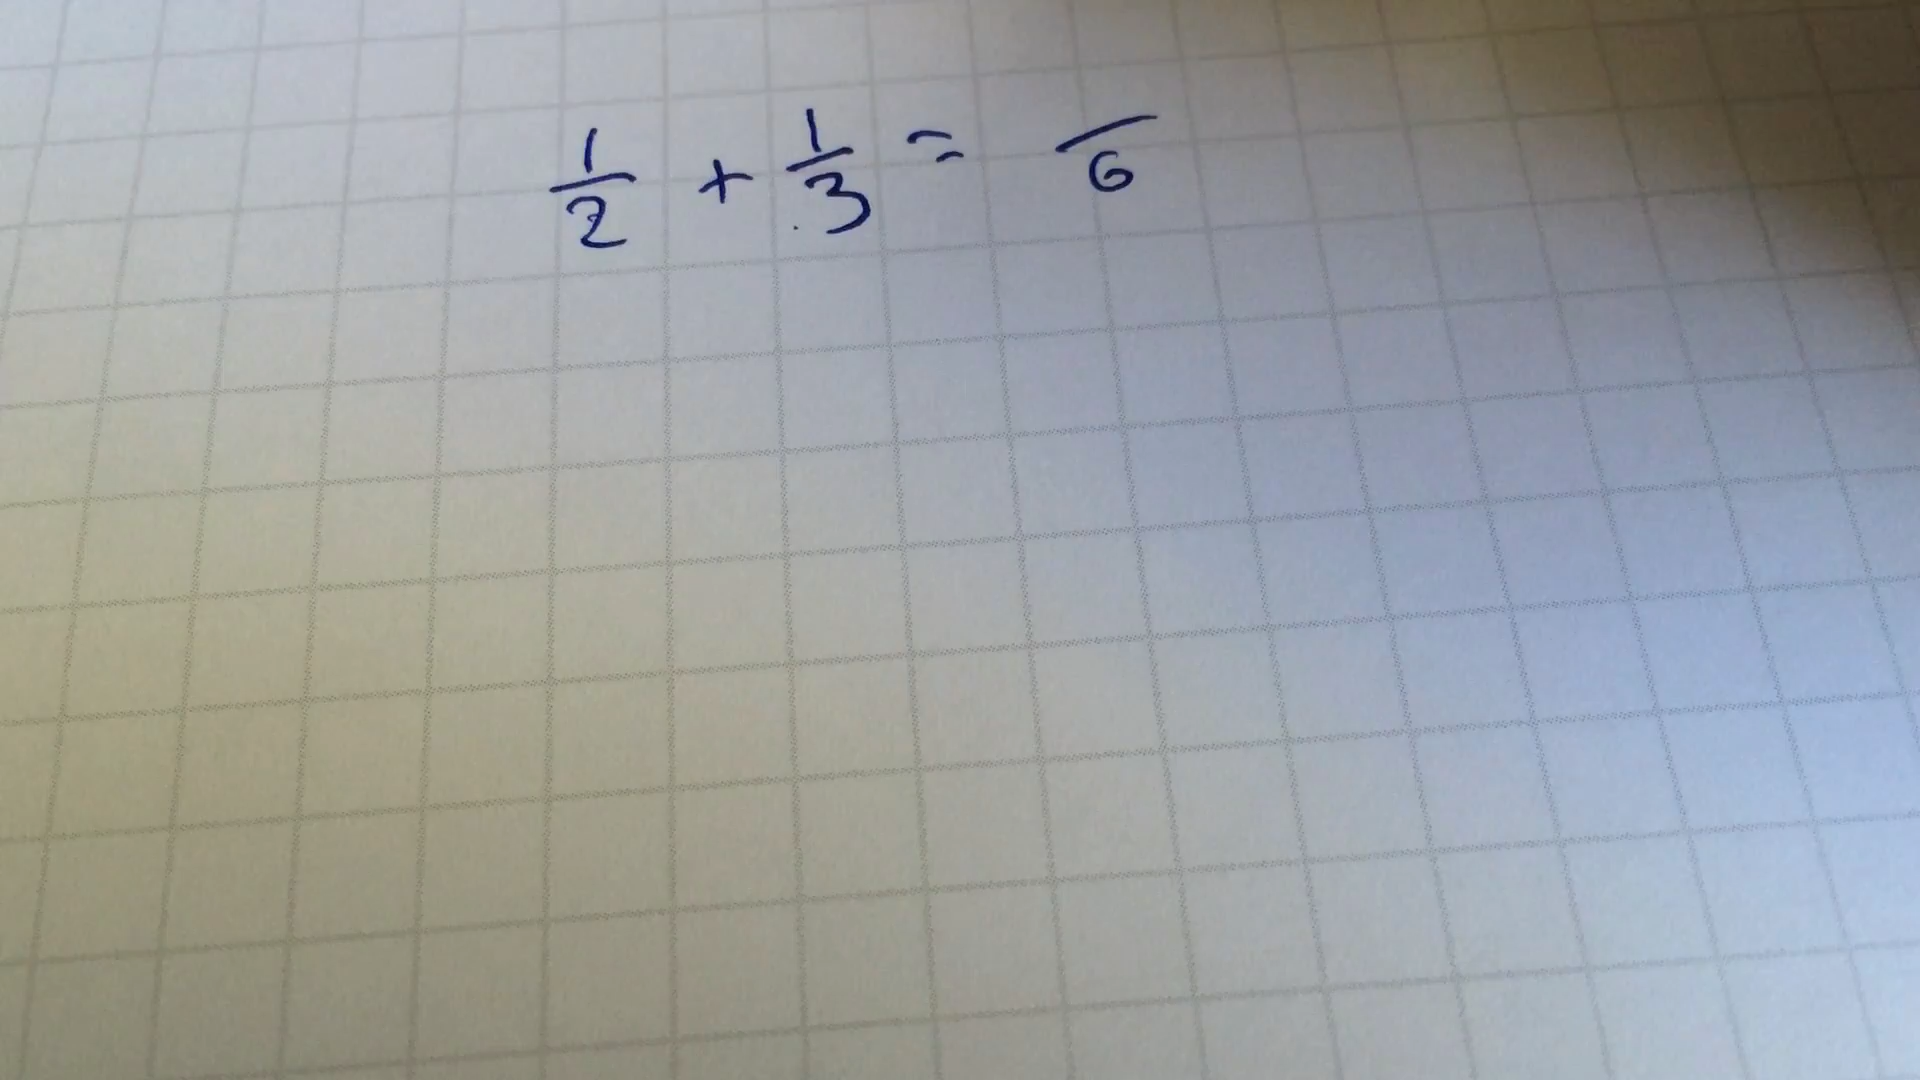 1/2 + 1/3 = /6